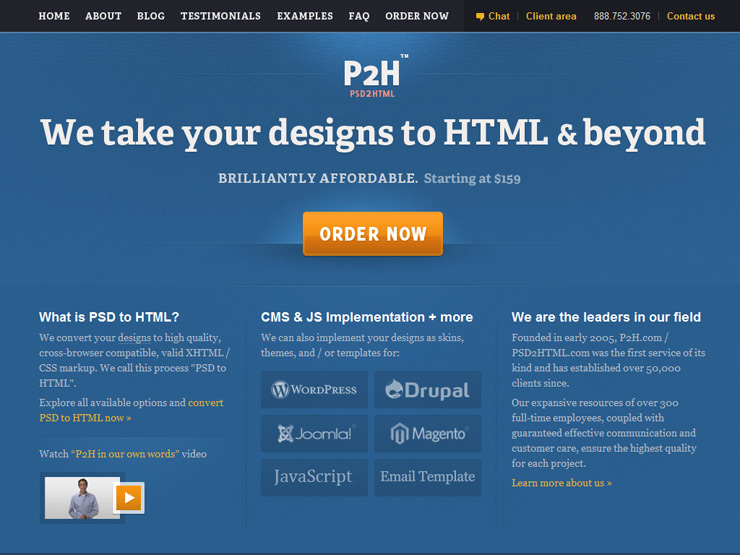 HOME ABOUT BLOG TESTIMONIALS EXAMPLES FAQ ORDER NOW Chat Client area 888.752.3076 Contact us
P2H™
PSD2HTML
We take your designs to HTML & beyond
BRILLIANTLY AFFORDABLE. Starting at $159
ORDER NOW
What is PSD to HTML?
We convert your designs to high quality,
cross-browser compatible, valid XHTML /
CSS markup. We call this process "PSD to
HTML".
Explore all available options and convert
PSD to HTML now »
Watch “P2H in our own words” video
CMS & JS Implementation + more
We can also implement your designs as skins,
themes, and / or templates for:
WORDPRESS Drupal
Joomla! Magento
JavaScript Email Template
We are the leaders in our field
Founded in early 2005, P2H.com /
PSD2HTML.com was the first service of its
kind and has established over 50,000
clients since.
Our expansive resources of over 300
full-time employees, coupled with
guaranteed effective communication and
customer care, ensure the highest quality
for each project.
Learn more about us »